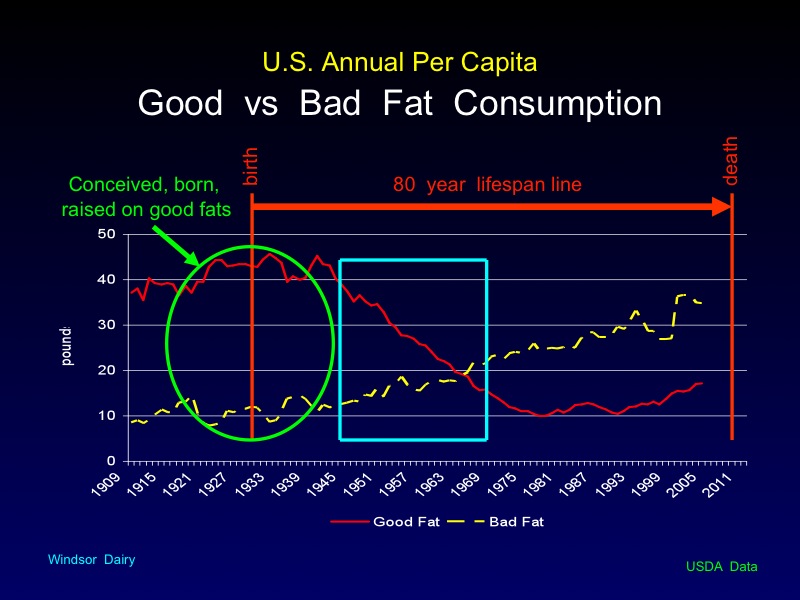 U.S. Annual Per Capita
Good vs Bad Fat Consumption
birth
death
Conceived, born,
raised on good fats
80 year lifespan line
50
40
30
20
10
0
pound
1909
1915
1921
1927
1933
1939
1945
1951
1957
1963
1969
1975
1981
1987
1993
1999
2005
2011
Good Fat
Bad Fat
Windsor Dairy
USDA Data